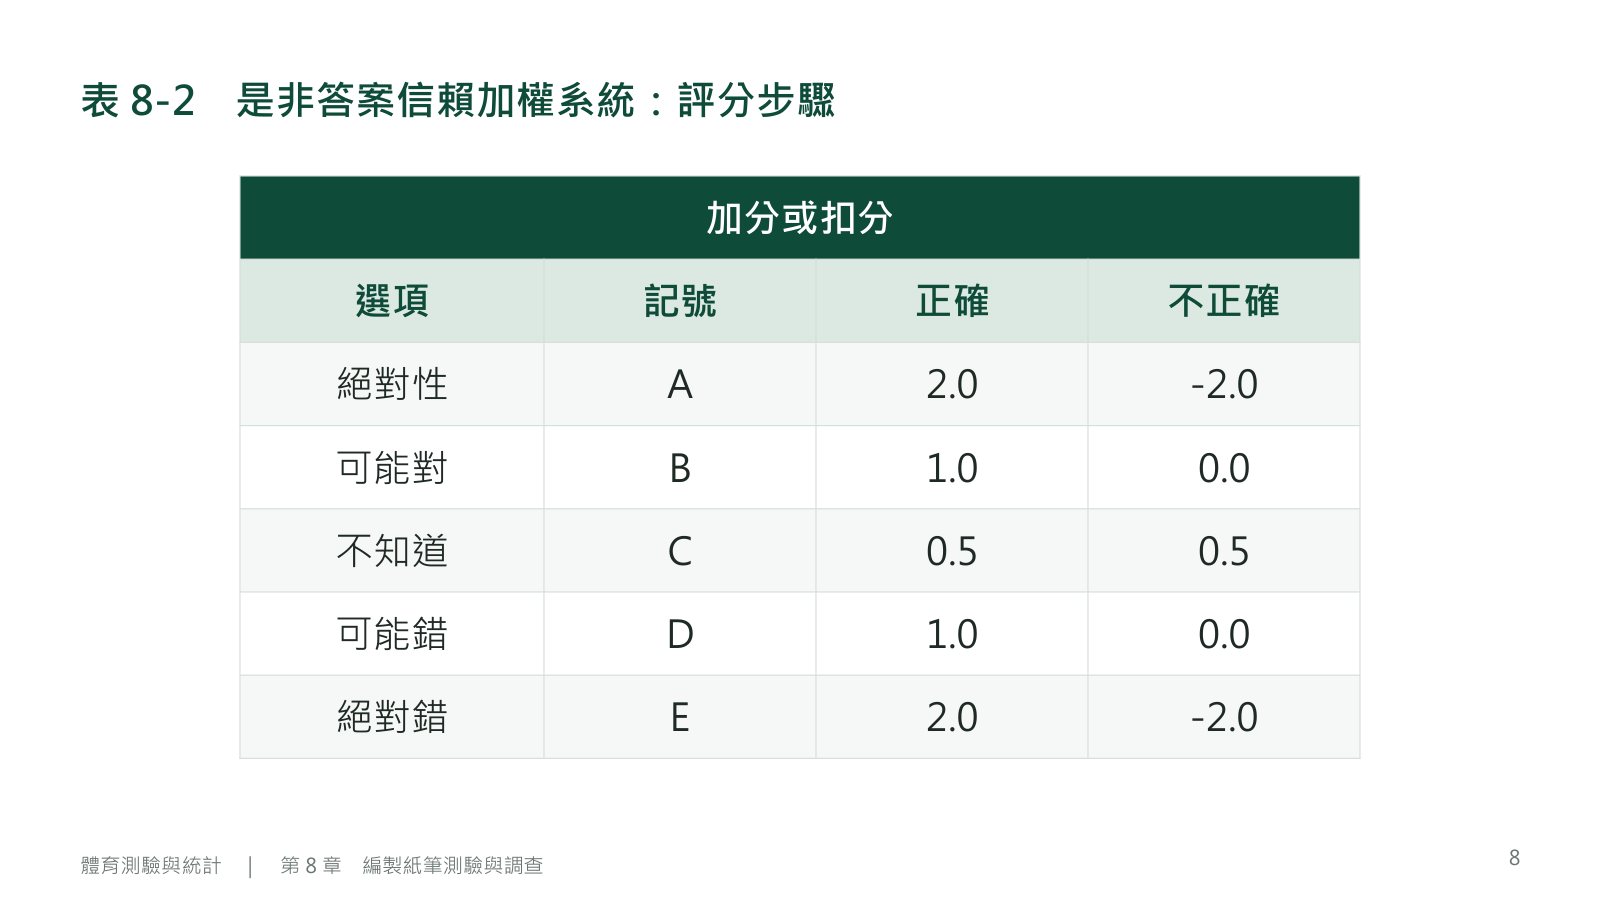 表 8-2　是非答案信賴加權系統：評分步驟
加分或扣分
選項 記號 正確 不正確
絕對性 A 2.0 -2.0
可能對 B 1.0 0.0
不知道 C 0.5 0.5
可能錯 D 1.0 0.0
絕對錯 E 2.0 -2.0
體育測驗與統計　|　第 8 章　編製紙筆測驗與調查
8